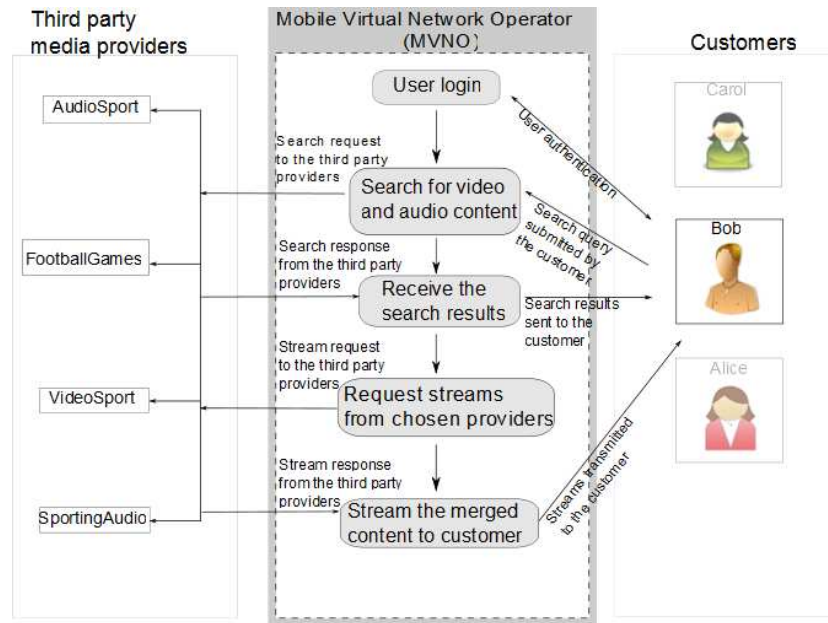 Third party
media providers
Mobile Virtual Network Operator
(MVNO)
Customers
AudioSport
FootballGames
VideoSport
SportingAudio
User login
Search request
to the third party
providers
Search for video
and audio content
Search response
from the third party
providers
Receive the
search results
Stream request
to the third party
providers
Request streams
from chosen providers
Stream response
from the third party
providers
Stream the merged
content to customer
User authentication
Search query
submitted by
the customer
Search results
sent to the
customer
Streams transmitted
to the customer
Carol
Bob
Alice